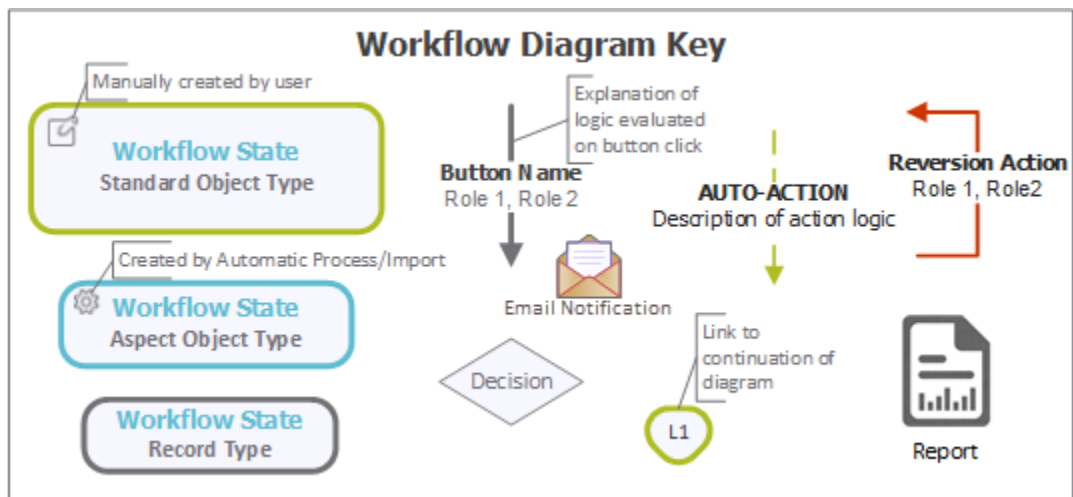 Workflow Diagram Key
Manually created by user
Workflow State
Standard Object Type
Created by Automatic Process/Import
Workflow State
Aspect Object Type
Workflow State
Record Type
Explanation of
logic evaluated
on button click
Button Name
Role 1, Role 2
Email Notification
Decision
AUTO-ACTION
Description of action logic
Link to
continuation of
diagram
L1
Reversion Action
Role 1, Role2
Report